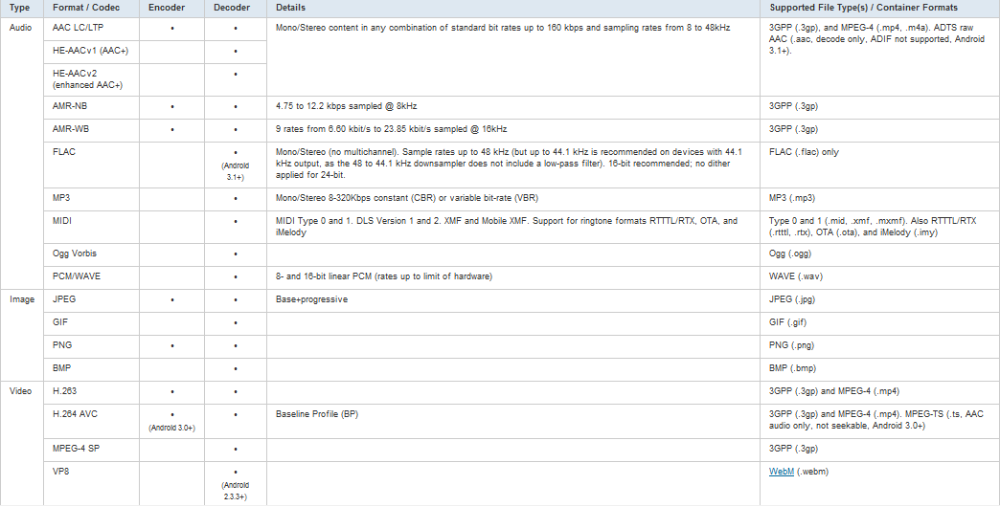 Type Format / Codec Encoder Decoder Details Supported File Type(s) / Container Formats
Audio AAC LC/LTP • • Mono/Stereo content in any combination of standard bit rates up to 160 kbps and sampling rates from 8 to 48kHz 3GPP (.3gp), and MPEG-4 (.mp4, .m4a). ADTS raw
AAC (.aac, decode only, ADIF not supported, Android
3.1+).
HE-AACv1 (AAC+) •
HE-AACv2 •
(enhanced AAC+)
AMR-NB • • 4.75 to 12.2 kbps sampled @ 8kHz 3GPP (.3gp)
AMR-WB • • 9 rates from 6.60 kbit/s to 23.85 kbit/s sampled @ 16kHz 3GPP (.3gp)
FLAC • Mono/Stereo (no multichannel). Sample rates up to 48 kHz (but up to 44.1 kHz is recommended on devices with 44.1 FLAC (.flac) only
(Android kHz output, as the 48 to 44.1 kHz downsampler does not include a low-pass filter). 16-bit recommended; no dither
3.1+) applied for 24-bit.
MP3 • Mono/Stereo 8-320Kbps constant (CBR) or variable bit-rate (VBR) MP3 (.mp3)
MIDI • MIDI Type 0 and 1. DLS Version 1 and 2. XMF and Mobile XMF. Support for ringtone formats RTTTL/RTX, OTA, and Type 0 and 1 (.mid, .xmf, .mxmf). Also RTTTL/RTX
iMelody (.rtttl, .rtx), OTA (.ota), and iMelody (.imy)
Ogg Vorbis • Ogg (.ogg)
PCM/WAVE • 8- and 16-bit linear PCM (rates up to limit of hardware) WAVE (.wav)
Image JPEG • • Base+progressive JPEG (.jpg)
GIF • GIF (.gif)
PNG • • PNG (.png)
BMP • BMP (.bmp)
Video H.263 • • 3GPP (.3gp) and MPEG-4 (.mp4)
H.264 AVC • • Baseline Profile (BP) 3GPP (.3gp) and MPEG-4 (.mp4). MPEG-TS (.ts, AAC
(Android 3.0+) audio only, not seekable, Android 3.0+)
MPEG-4 SP • 3GPP (.3gp)
VP8 • WebM (.webm)
(Android
2.3.3+)